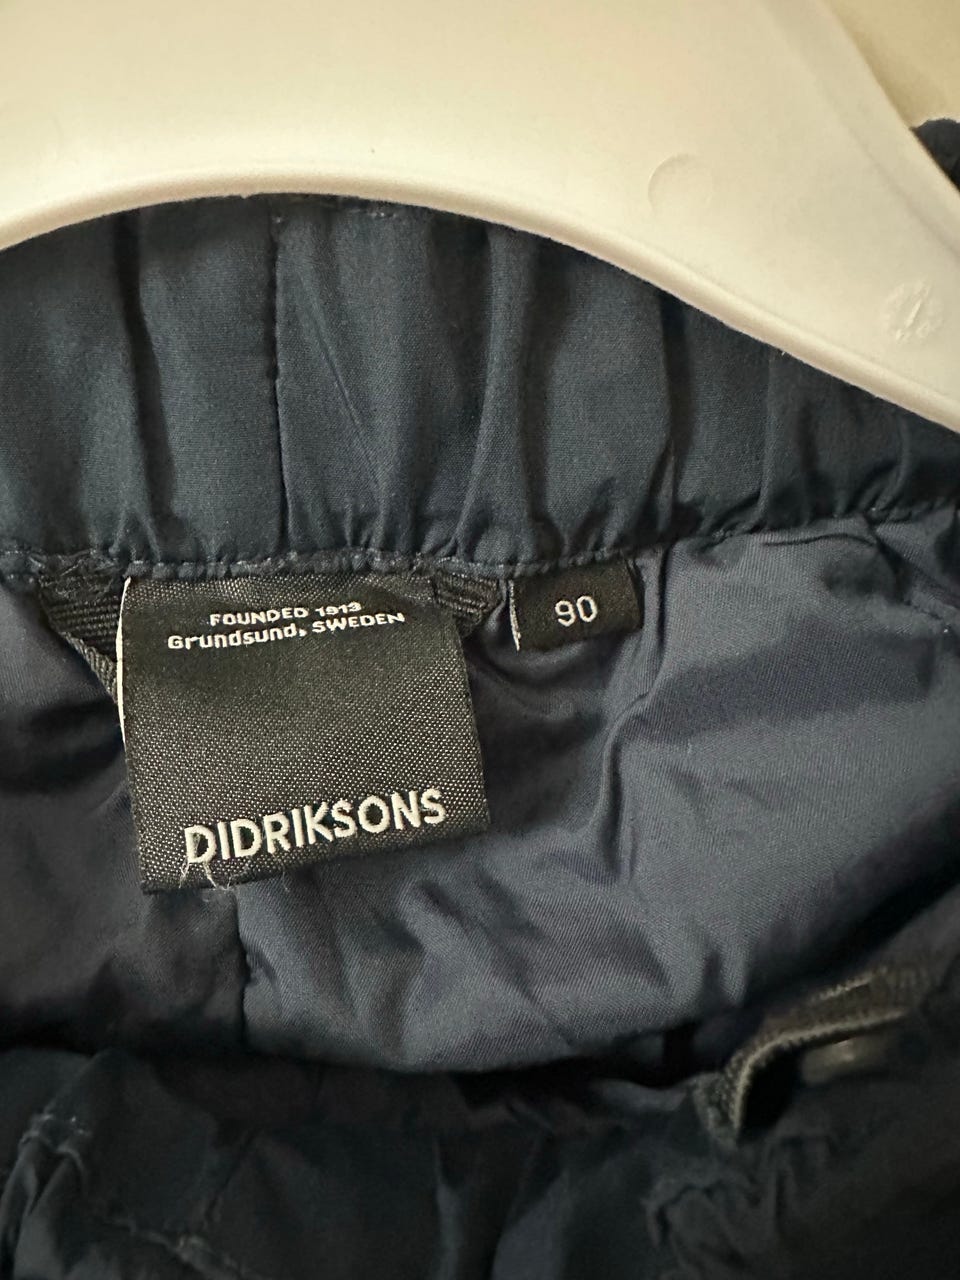 FOUNDED 1913
Grundsund, SWEDEN
90
DIDRIKSONS